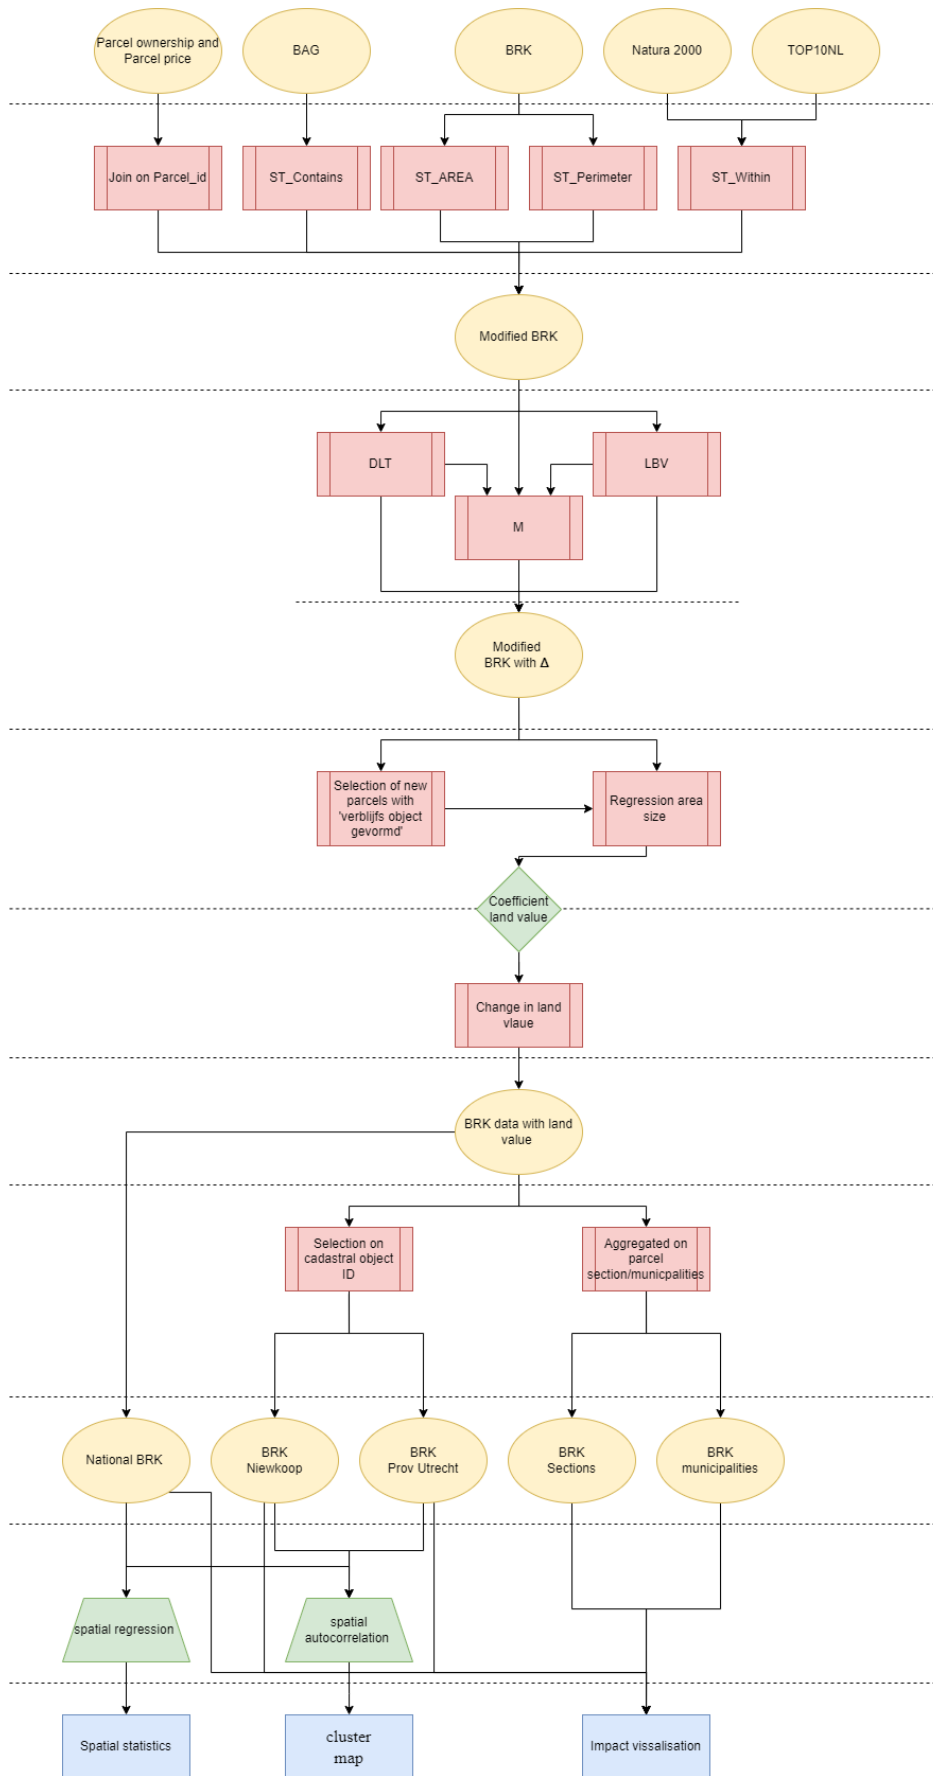 Parcel ownership and
Parcel price
BAG
BRK
Natura 2000
TOP10NL
Join on Parcel_id
ST_Contains
ST_AREA
ST_Perimeter
ST_Within
Modified BRK
DLT
LBV
M
Modified
BRK with Δ
Selection of new
parcels with
'verblijfs object
gevormd'
Regression area
size
Coefficient
land value
Change in land
vlaue
BRK data with land
value
Selection on
cadastral object
ID
Aggregated on
parcel
section/municpalities
National BRK
BRK
Niewkoop
BRK
Prov Utrecht
BRK
Sections
BRK
municipalities
spatial regression
spatial
autocorrelation
Spatial statistics
cluster
map
Impact vissalisation